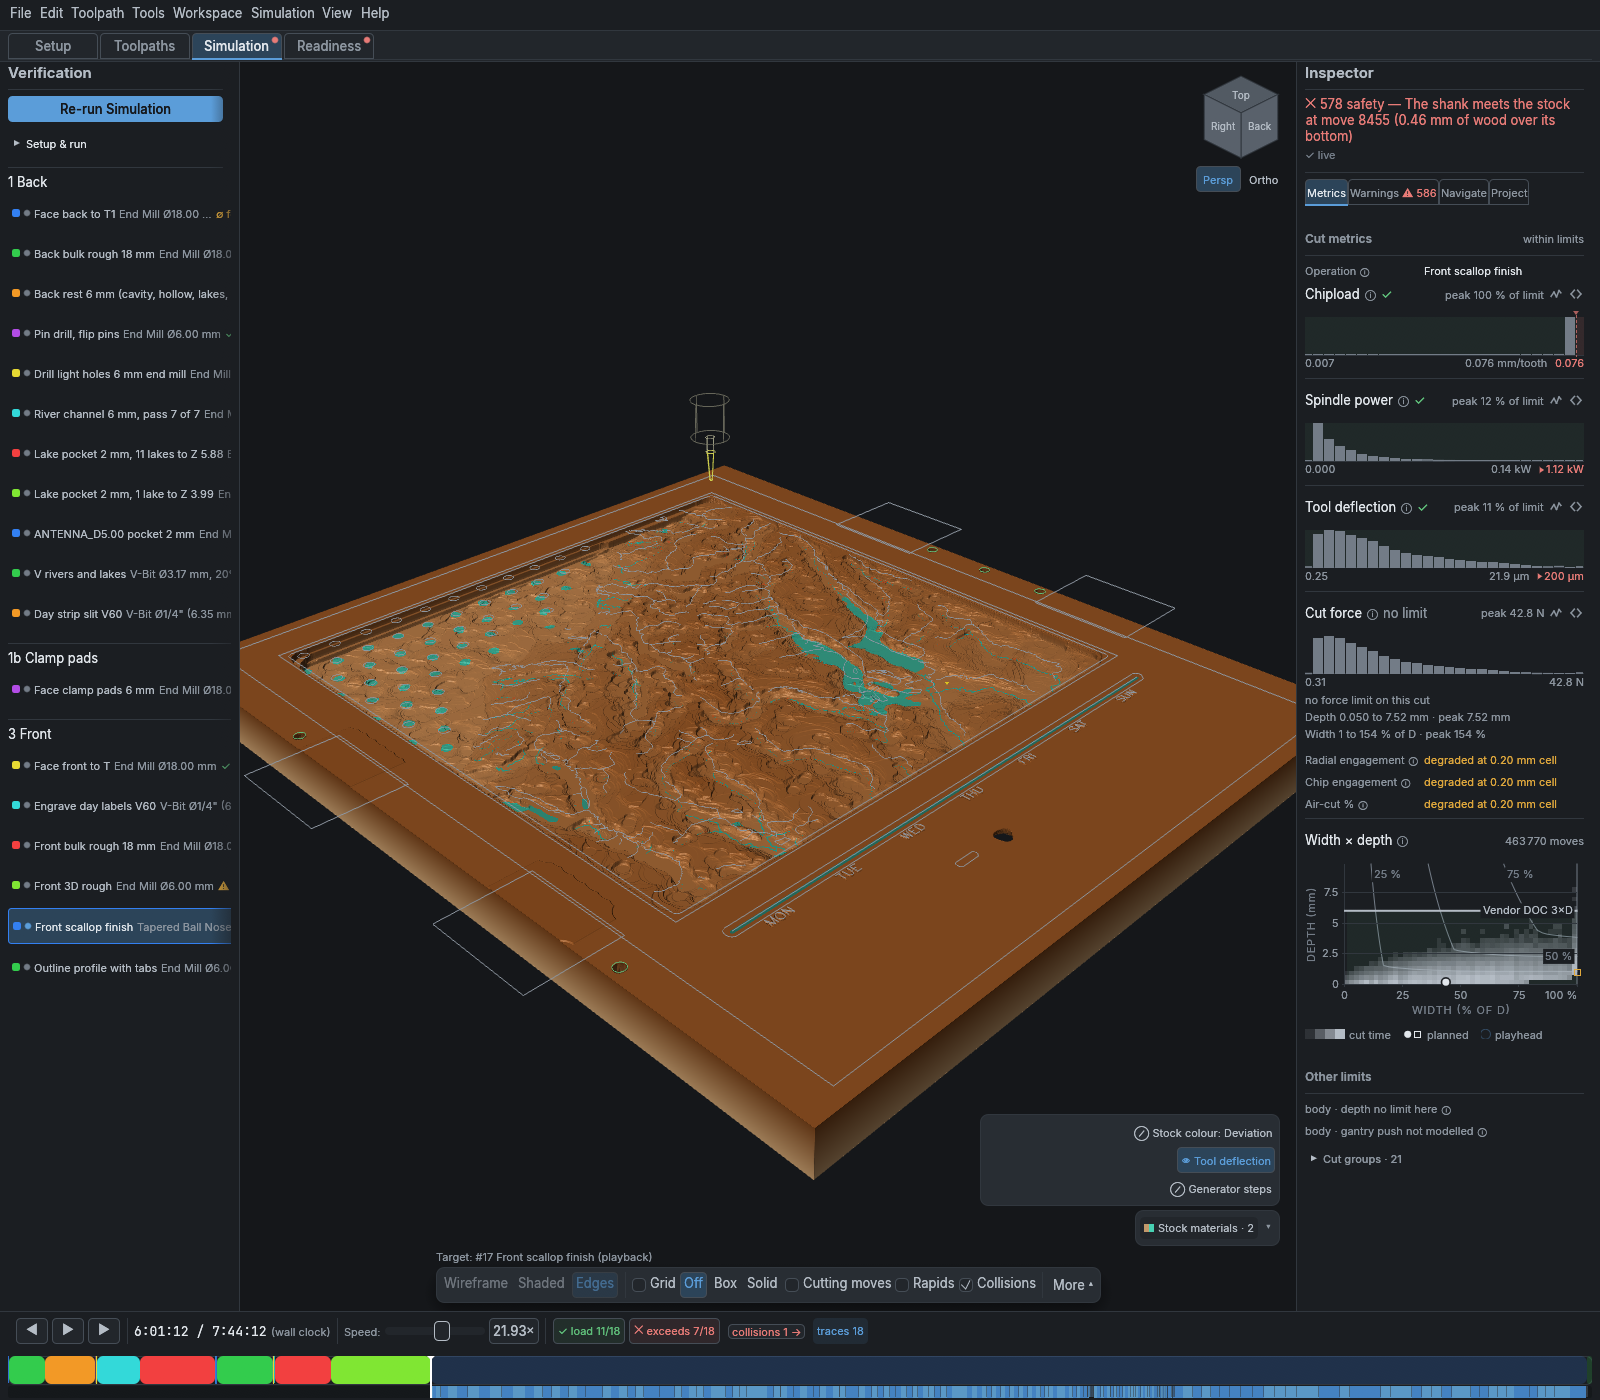 File Edit Toolpath Tools Workspace Simulation View Help
Setup Toolpaths Simulation Readiness
Verification
Re-run Simulation
Setup & run
1 Back
Face back to T1 End Mill Ø18.00 ... ø f
Back bulk rough 18 mm End Mill Ø18.0
Back rest 6 mm (cavity, hollow, lakes,
Pin drill, flip pins End Mill Ø6.00 mm
Drill light holes 6 mm end mill End Mill
River channel 6 mm, pass 7 of 7 End M
Lake pocket 2 mm, 11 lakes to Z 5.88 E
Lake pocket 2 mm, 1 lake to Z 3.99 En
ANTENNA_D5.00 pocket 2 mm End M
V rivers and lakes V-Bit Ø3.17 mm, 20°
Day strip slit V60 V-Bit Ø1/4" (6.35 mm
1b Clamp pads
Face clamp pads 6 mm End Mill Ø18.0
3 Front
Face front to T End Mill Ø18.00 mm
Engrave day labels V60 V-Bit Ø1/4" (6
Front bulk rough 18 mm End Mill Ø18.0
Front 3D rough End Mill Ø6.00 mm
Front scallop finish Tapered Ball Nose
Outline profile with tabs End Mill Ø6.0
Top
Right Back
Persp Ortho
MON
TUE
WED
THU
FRI
SAT
SUN
Stock colour: Deviation
Tool deflection
Generator steps
Stock materials · 2
Target: #17 Front scallop finish (playback)
Wireframe Shaded Edges Grid Off Box Solid Cutting moves Rapids Collisions More
Inspector
578 safety — The shank meets the stock
at move 8455 (0.46 mm of wood over its
bottom)
live
Metrics Warnings 586 Navigate Project
Cut metrics within limits
Operation Front scallop finish
Chipload peak 100 % of limit
0.007 0.076 mm/tooth 0.076
Spindle power peak 12 % of limit
0.000 0.14 kW 1.12 kW
Tool deflection peak 11 % of limit
0.25 21.9 µm 200 µm
Cut force no limit peak 42.8 N
0.31 42.8 N
no force limit on this cut
Depth 0.050 to 7.52 mm · peak 7.52 mm
Width 1 to 154 % of D · peak 154 %
Radial engagement degraded at 0.20 mm cell
Chip engagement degraded at 0.20 mm cell
Air-cut % degraded at 0.20 mm cell
Width × depth 463 770 moves
25 % 75 %
7.5
Vendor DOC 3×D
5
2.5
50 %
0
DEPTH (mm)
0 25 50 75 100 %
WIDTH (% OF D)
cut time planned playhead
Other limits
body · depth no limit here
body · gantry push not modelled
Cut groups · 21
6:01:12 / 7:44:12 (wall clock) Speed: 21.93× load 11/18 exceeds 7/18 collisions 1 → traces 18